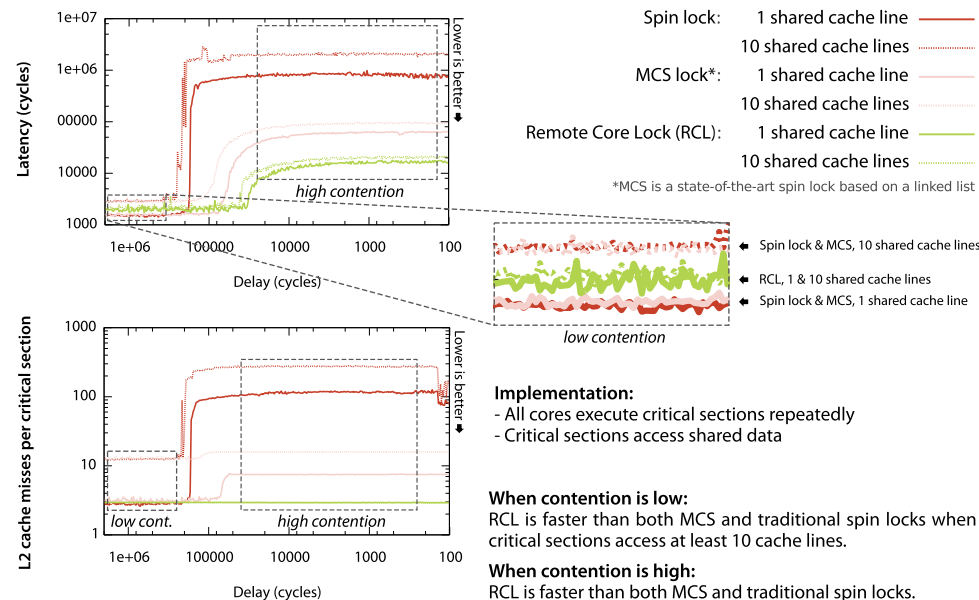 1e+07
1e+06
00000
10000
1000
Latency (cycles)
Lower is better
high contention
1e+06 100000 10000 1000 100
Delay (cycles)
Spin lock: 1 shared cache line
10 shared cache lines
MCS lock*: 1 shared cache line
10 shared cache lines
Remote Core Lock (RCL): 1 shared cache line
10 shared cache lines
*MCS is a state-of-the-art spin lock based on a linked list
Spin lock & MCS, 10 shared cache lines
RCL, 1 & 10 shared cache lines
Spin lock & MCS, 1 shared cache line
low contention
1000
100
10
1
L2 cache misses per critical section
Lower is better
low cont.
high contention
1e+06 100000 10000 1000 100
Delay (cycles)
Implementation:
- All cores execute critical sections repeatedly
- Critical sections access shared data
When contention is low:
RCL is faster than both MCS and traditional spin locks when
critical sections access at least 10 cache lines.
When contention is high:
RCL is faster than both MCS and traditional spin locks.